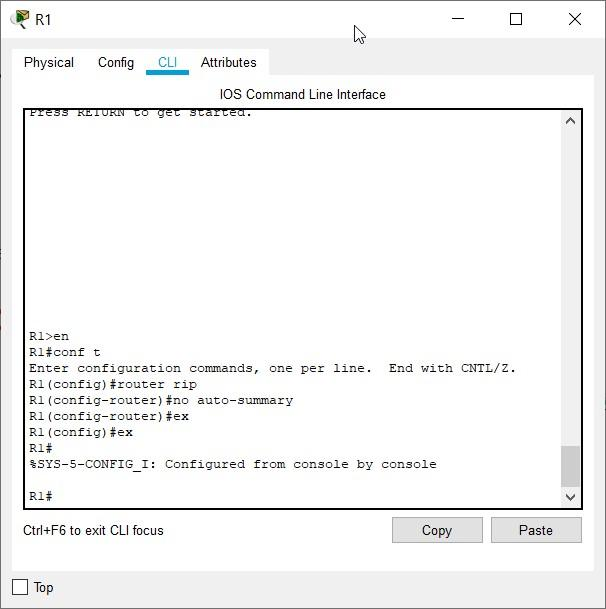 R1
Physical Config CLI Attributes
IOS Command Line Interface
Press RETURN to get started.
R1>en
R1#conf t
Enter configuration commands, one per line.  End with CNTL/Z.
R1(config)#router rip
R1(config-router)#no auto-summary
R1(config-router)#ex
R1(config)#ex
R1#
%SYS-5-CONFIG_I: Configured from console by console
R1#
Ctrl+F6 to exit CLI focus
Copy Paste
Top